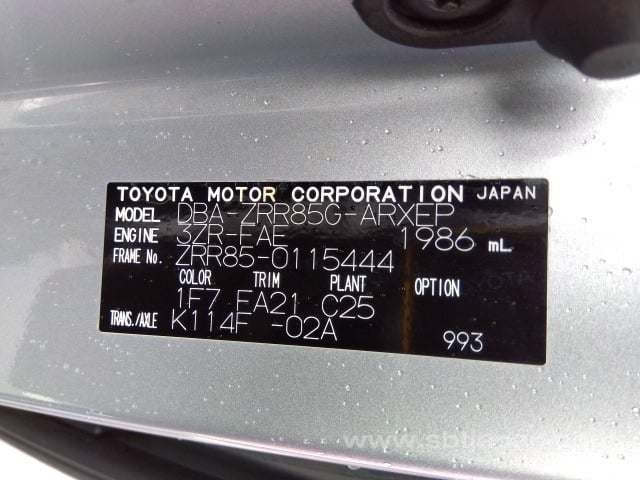 TOYOTA MOTOR CORPORATION JAPAN
MODEL DBA-ZRR85G-ARXEP
ENGINE 3ZR-FAE 1986 mL
FRAME No. ZRR85-0115444
COLOR TRIM PLANT OPTION
1F7 EA21 C25
TRANS./AXLE K114F -02A
993